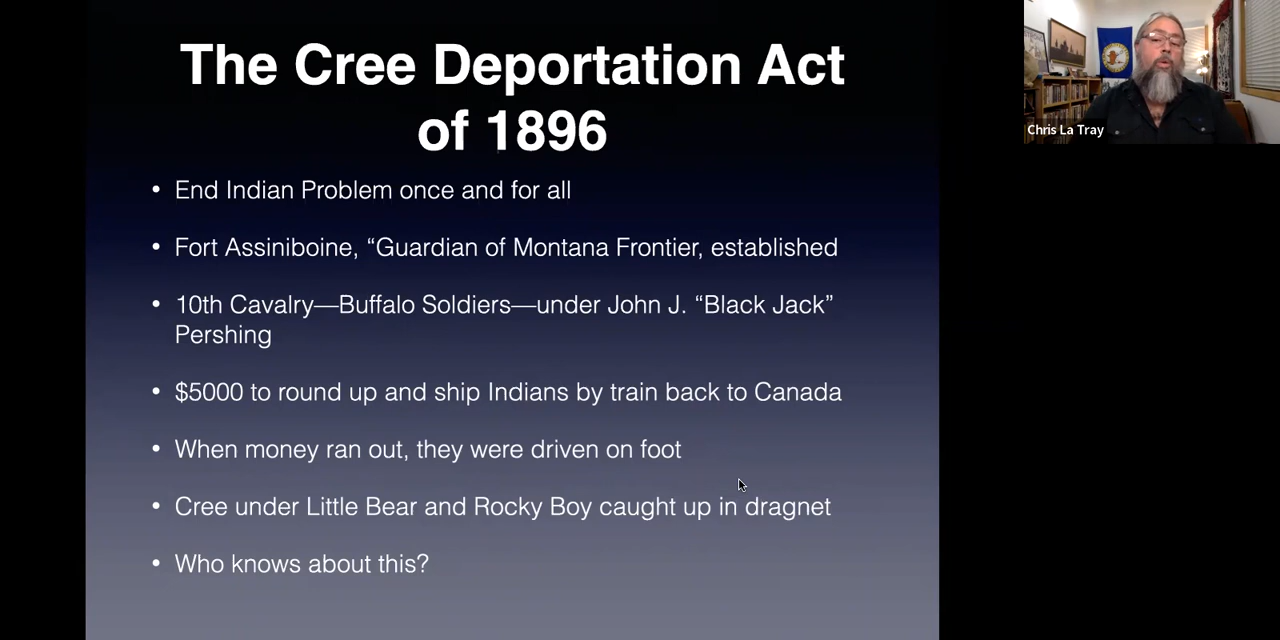 The Cree Deportation Act
of 1896
• End Indian Problem once and for all
• Fort Assiniboine, “Guardian of Montana Frontier, established
• 10th Cavalry—Buffalo Soldiers—under John J. “Black Jack”
Pershing
• $5000 to round up and ship Indians by train back to Canada
• When money ran out, they were driven on foot
• Cree under Little Bear and Rocky Boy caught up in dragnet
• Who knows about this?
Chris La Tray